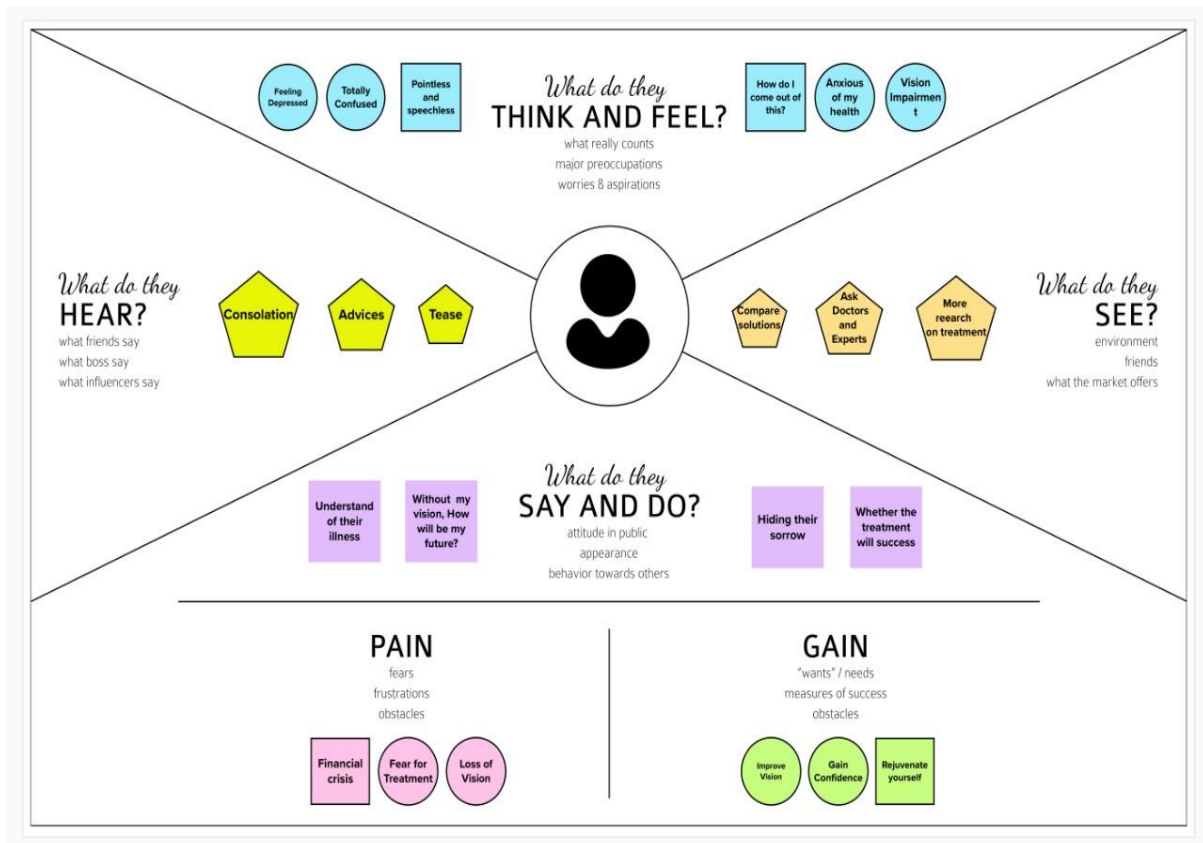 What do they
THINK AND FEEL?
what really counts
major preoccupations
worries & aspirations
Feeling
Depressed
Totally
Confused
Pointless
and
speechless
How do I
come out of
this?
Anxious
of my
health
Vision
Impairmen
t
What do they
HEAR?
what friends say
what boss say
what influencers say
Consolation
Advices
Tease
Compare
solutions
Ask
Doctors
and
Experts
More
reearch
on treatment
What do they
SEE?
environment
friends
what the market offers
What do they
SAY AND DO?
attitude in public
appearance
behavior towards others
Understand
of their
illness
Without my
vision, How
will be my
future?
Hiding their
sorrow
Whether the
treatment
will success
PAIN
fears
frustrations
obstacles
Financial
crisis
Fear for
Treatment
Loss of
Vision
GAIN
"wants" / needs
measures of success
obstacles
Improve
Vision
Gain
Confidence
Rejuvenate
yourself